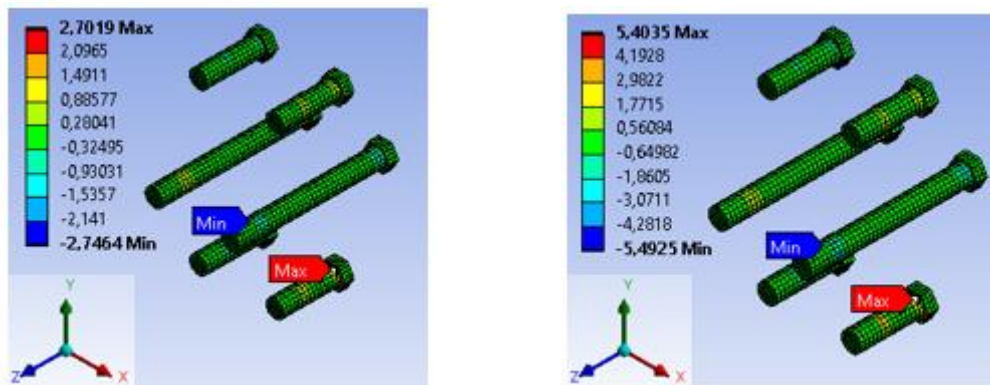 2,7019 Max
2,0965
1,4911
0,88577
0,28041
-0,32495
-0,93031
-1,5357
-2,141
-2,7464 Min
Min
Max
Y
Z
X
5,4035 Max
4,1928
2,9822
1,7715
0,56084
-0,64982
-1,8605
-3,0711
-4,2818
-5,4925 Min
Min
Max
Y
Z
X